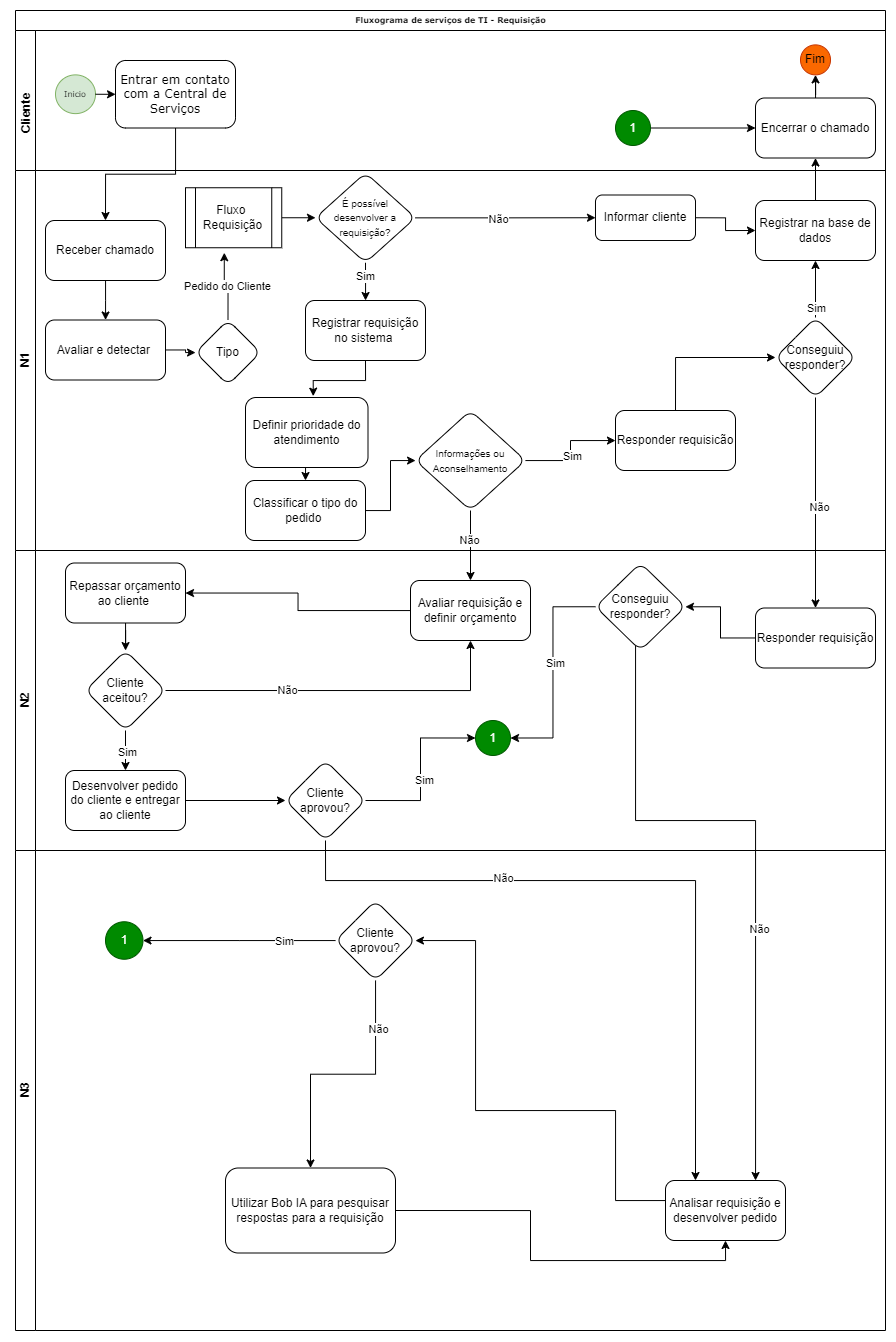 Fluxograma de serviços de TI - Requisição
Cliente
Inicio
Entrar em contato
com a Central de
Serviços
1
Fim
Encerrar o chamado
N1
Receber chamado
Avaliar e detectar
Tipo
Pedido do Cliente
Fluxo
Requisição
É possível
desenvolver a
requisição?
Não
Informar cliente
Registrar na base de
dados
Sim
Registrar requisição
no sistema
Definir prioridade do
atendimento
Classificar o tipo do
pedido
Informações ou
Aconselhamento
Sim
Responder requisicão
Conseguiu
responder?
Sim
Não
Não
N2
Repassar orçamento
ao cliente
Avaliar requisição e
definir orçamento
Conseguiu
responder?
Responder requisição
Cliente
aceitou?
Não
Sim
Sim
1
Desenvolver pedido
do cliente e entregar
ao cliente
Cliente
aprovou?
Sim
Não
Não
N3
1
Sim
Cliente
aprovou?
Não
Utilizar Bob IA para pesquisar
respostas para a requisição
Analisar requisição e
desenvolver pedido